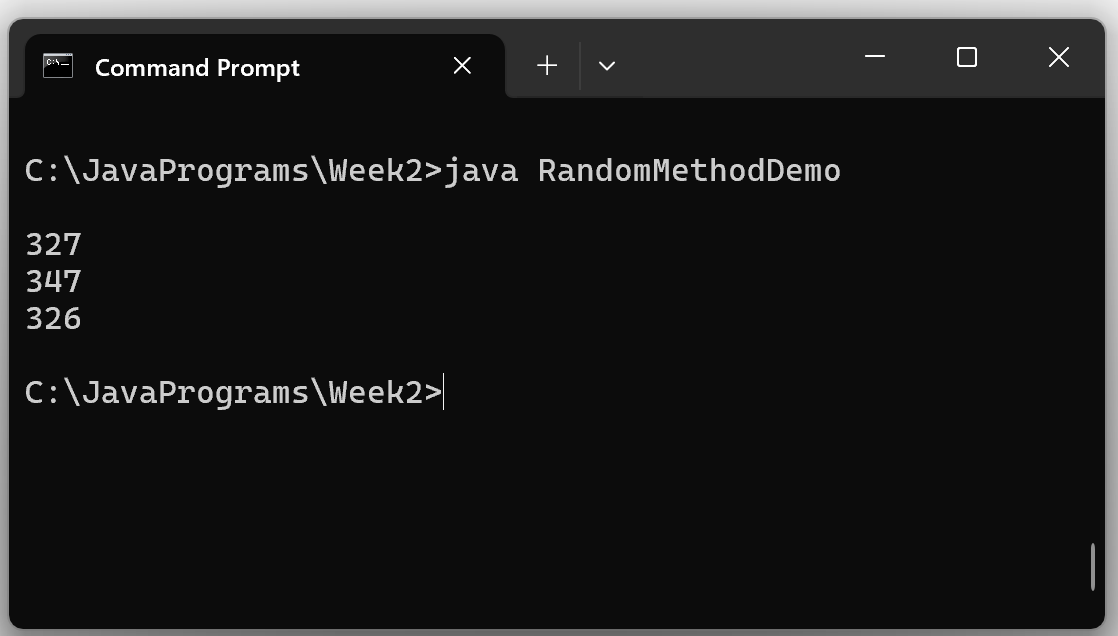 Command Prompt
C:\JavaPrograms\Week2>java RandomMethodDemo
327
347
326
C:\JavaPrograms\Week2>